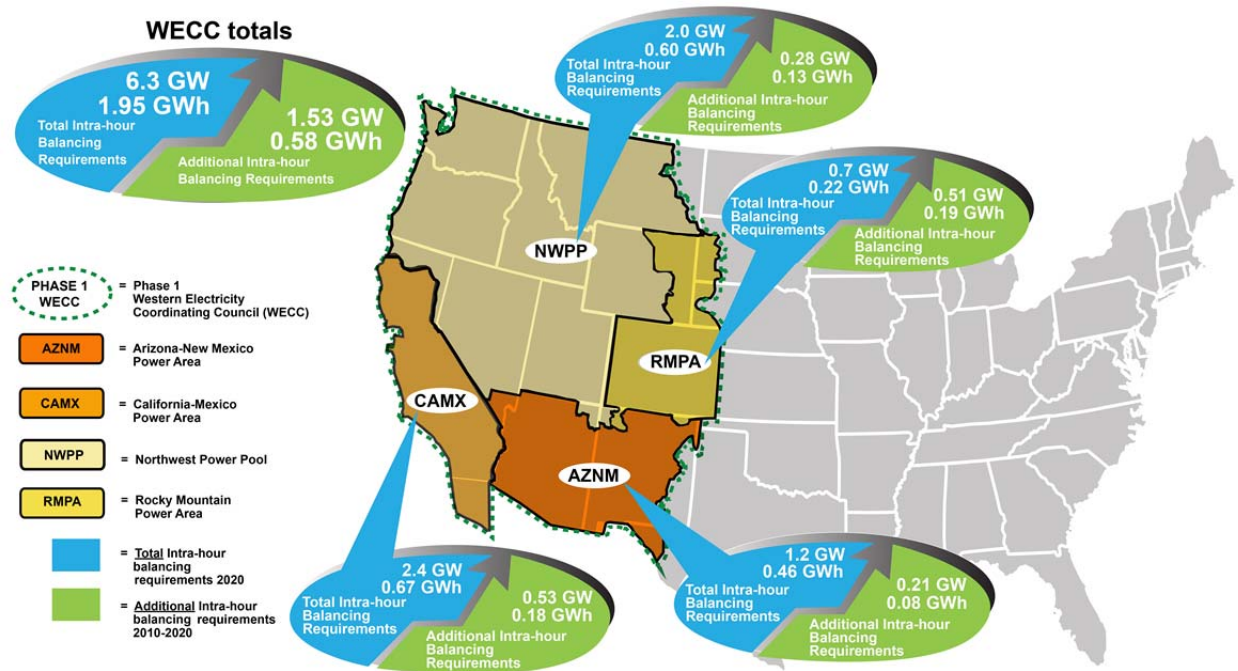 WECC totals
6.3 GW
1.95 GWh
Total Intra-hour
Balancing
Requirements
1.53 GW
0.58 GWh
Additional Intra-hour
Balancing Requirements
2.0 GW
0.60 GWh
Total Intra-hour
Balancing
Requirements
0.28 GW
0.13 GWh
Additional Intra-hour
Balancing
Requirements
0.7 GW
0.22 GWh
Total Intra-hour
Balancing
Requirements
0.51 GW
0.19 GWh
Additional Intra-hour
Balancing
Requirements
NWPP
RMPA
CAMX
AZNM
PHASE 1
WECC
= Phase 1
Western Electricity
Coordinating Council (WECC)
AZNM
= Arizona-New Mexico
Power Area
CAMX
= California-Mexico
Power Area
NWPP
= Northwest Power Pool
RMPA
= Rocky Mountain
Power Area
= Total Intra-hour
balancing
requirements 2020
= Additional Intra-hour
balancing requirements
2010-2020
2.4 GW
0.67 GWh
Total Intra-hour
Balancing
Requirements
0.53 GW
0.18 GWh
Additional Intra-hour
Balancing
Requirements
1.2 GW
0.46 GWh
Total Intra-hour
Balancing
Requirements
0.21 GW
0.08 GWh
Additional Intra-hour
Balancing
Requirements